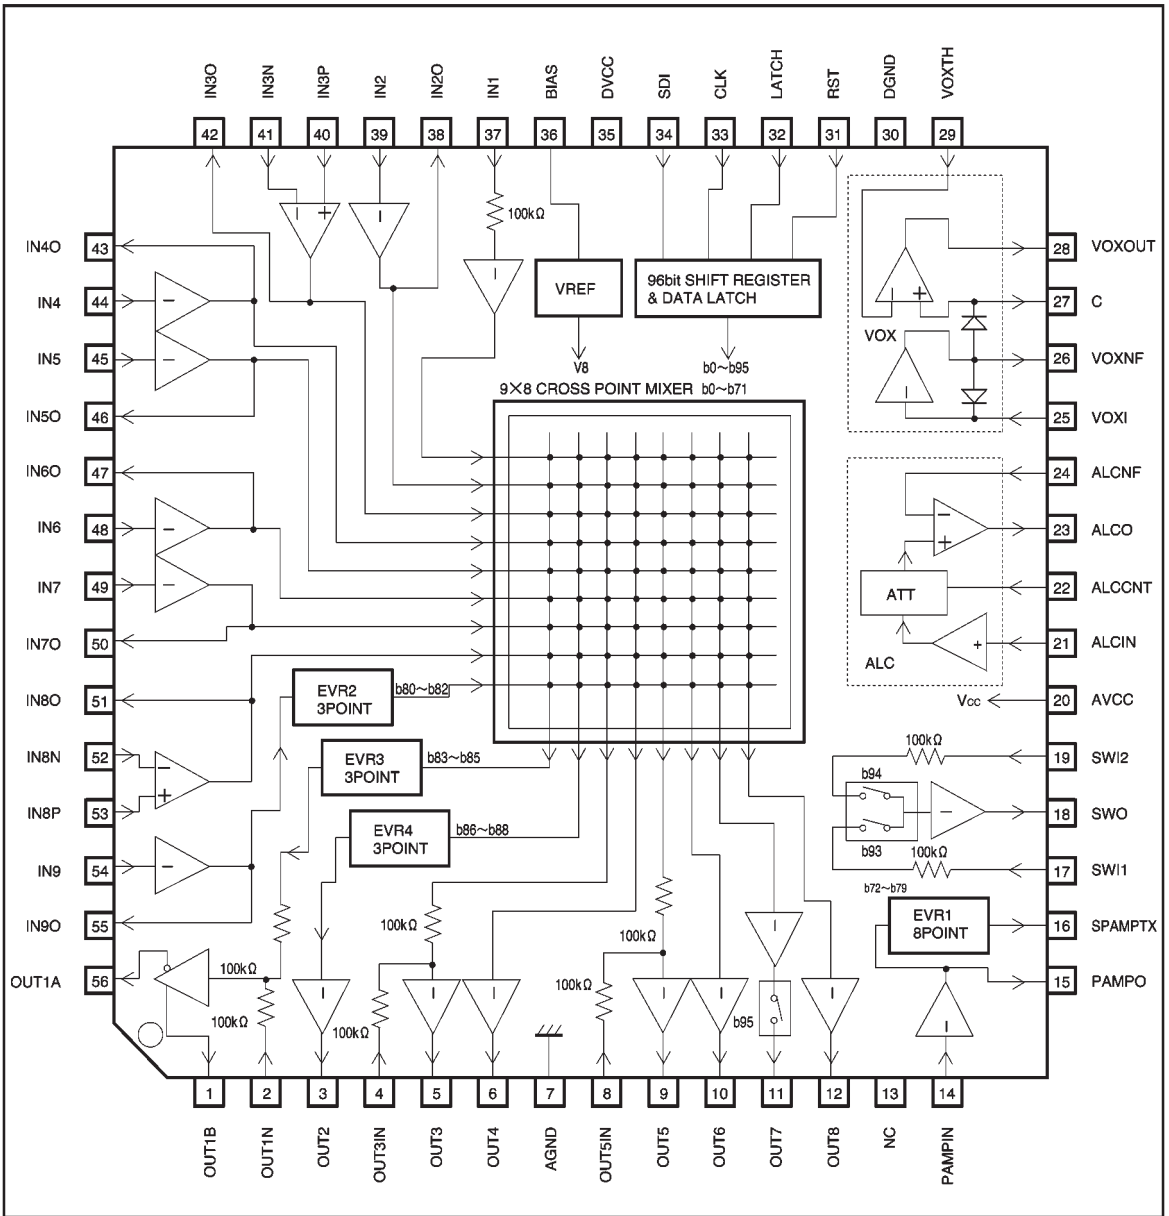 IN3O IN3N IN3P IN2 IN2O IN1 BIAS DVCC SDI CLK LATCH RST DGND VOXTH
42 41 40 39 38 37 36 35 34 33 32 31 30 29
− + − − 100kΩ
IN4O 43
IN4 44 −
IN5 45 −
IN5O 46
IN6O 47
IN6 48 −
IN7 49 −
IN7O 50
IN8O 51
IN8N 52 −
IN8P 53 +
IN9 54 −
IN9O 55
OUT1A 56
VREF
V8
96bit SHIFT REGISTER
& DATA LATCH
b0~b95
9×8 CROSS POINT MIXER b0~b71
− +
VOX
−
28 VOXOUT
27 C
26 VOXNF
25 VOXI
24 ALCNF
− 23 ALCO
+
ATT 22 ALCCNT
+ 21 ALCIN
ALC
Vcc 20 AVCC
100kΩ 19 SWI2
b94
− 18 SWO
b93
100kΩ 17 SWI1
b72~b79
EVR1
8POINT
16 SPAMPTX
15 PAMPO
EVR2
3POINT
b80~b82
EVR3
3POINT
b83~b85
EVR4
3POINT
b86~b88
100kΩ
100kΩ
100kΩ
100kΩ
100kΩ
100kΩ
b95
− − − − − − − −
1 2 3 4 5 6 7 8 9 10 11 12 13 14
OUT1B OUT1N OUT2 OUT3IN OUT3 OUT4 AGND OUT5IN OUT5 OUT6 OUT7 OUT8 NC PAMPIN